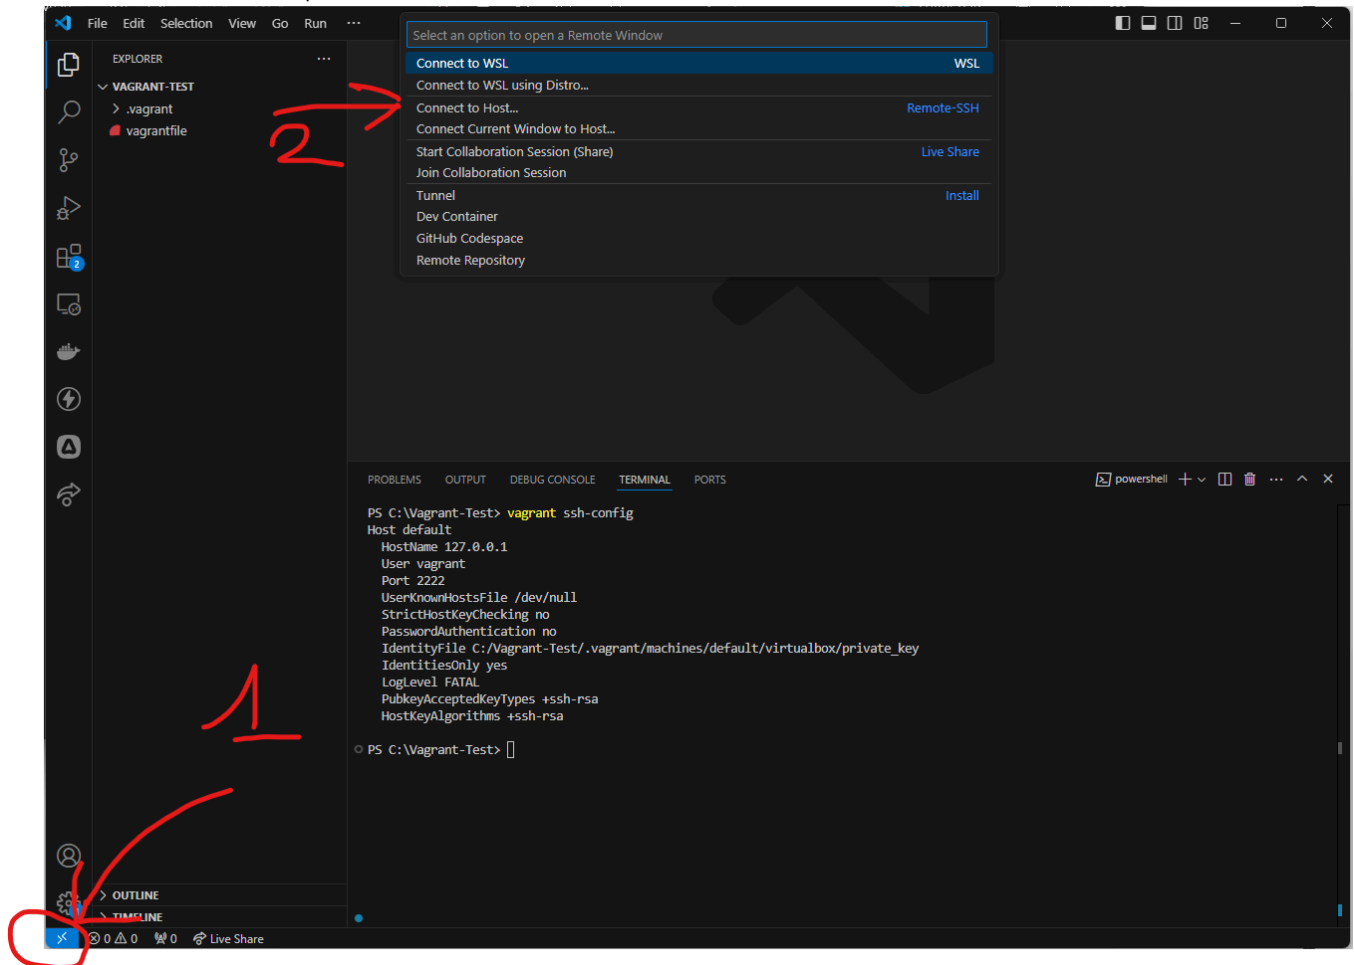 File Edit Selection View Go Run ···
Select an option to open a Remote Window
Connect to WSL WSL
Connect to WSL using Distro...
Connect to Host... Remote-SSH
Connect Current Window to Host...
Start Collaboration Session (Share) Live Share
Join Collaboration Session
Tunnel Install
Dev Container
GitHub Codespace
Remote Repository
EXPLORER ···
VAGRANT-TEST
.vagrant
vagrantfile
2
2
PROBLEMS OUTPUT DEBUG CONSOLE TERMINAL PORTS powershell
PS C:\Vagrant-Test> vagrant ssh-config
Host default
HostName 127.0.0.1
User vagrant
Port 2222
UserKnownHostsFile /dev/null
StrictHostKeyChecking no
PasswordAuthentication no
IdentityFile C:/Vagrant-Test/.vagrant/machines/default/virtualbox/private_key
IdentitiesOnly yes
LogLevel FATAL
PubkeyAcceptedKeyTypes +ssh-rsa
HostKeyAlgorithms +ssh-rsa
PS C:\Vagrant-Test>
1
OUTLINE
TIMELINE
0 0 0 Live Share